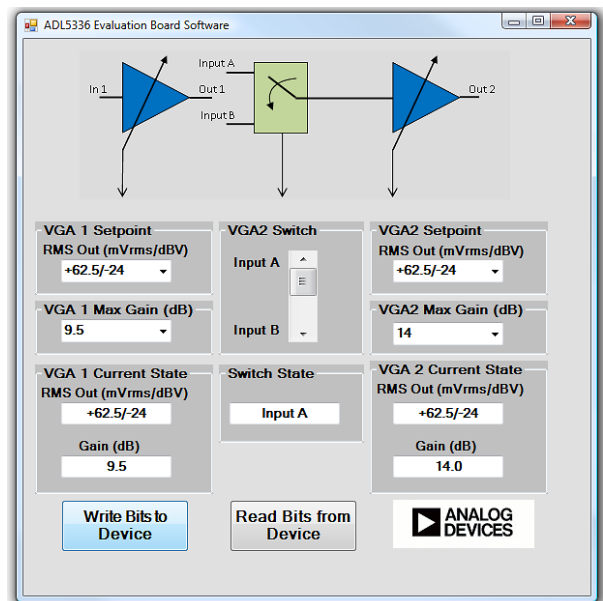 ADL5336 Evaluation Board Software
Input A
In 1
Out 1
Out 2
Input B
VGA 1 Setpoint
RMS Out (mVrms/dBV)
+62.5/-24
VGA2 Switch
Input A
Input B
VGA2 Setpoint
RMS Out (mVrms/dBV)
+62.5/-24
VGA 1 Max Gain (dB)
9.5
VGA2 Max Gain (dB)
14
VGA 1 Current State
RMS Out (mVrms/dBV)
+62.5/-24
Gain (dB)
9.5
Switch State
Input A
VGA 2 Current State
RMS Out (mVrms/dBV)
+62.5/-24
Gain (dB)
14.0
Write Bits to
Device
Read Bits from
Device
ANALOG
DEVICES